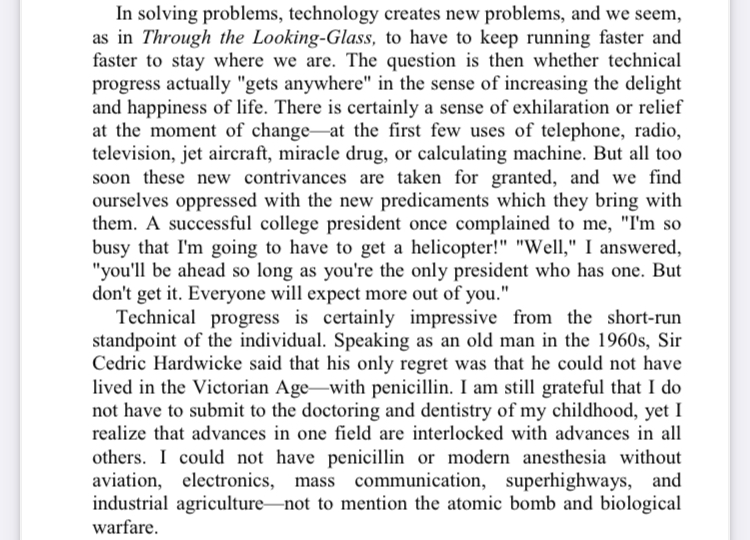 In solving problems, technology creates new problems, and we seem,
as in Through the Looking-Glass, to have to keep running faster and
faster to stay where we are. The question is then whether technical
progress actually "gets anywhere" in the sense of increasing the delight
and happiness of life. There is certainly a sense of exhilaration or relief
at the moment of change—at the first few uses of telephone, radio,
television, jet aircraft, miracle drug, or calculating machine. But all too
soon these new contrivances are taken for granted, and we find
ourselves oppressed with the new predicaments which they bring with
them. A successful college president once complained to me, "I'm so
busy that I'm going to have to get a helicopter!" "Well," I answered,
"you'll be ahead so long as you're the only president who has one. But
don't get it. Everyone will expect more out of you."
Technical progress is certainly impressive from the short-run
standpoint of the individual. Speaking as an old man in the 1960s, Sir
Cedric Hardwicke said that his only regret was that he could not have
lived in the Victorian Age—with penicillin. I am still grateful that I do
not have to submit to the doctoring and dentistry of my childhood, yet I
realize that advances in one field are interlocked with advances in all
others. I could not have penicillin or modern anesthesia without
aviation, electronics, mass communication, superhighways, and
industrial agriculture—not to mention the atomic bomb and biological
warfare.